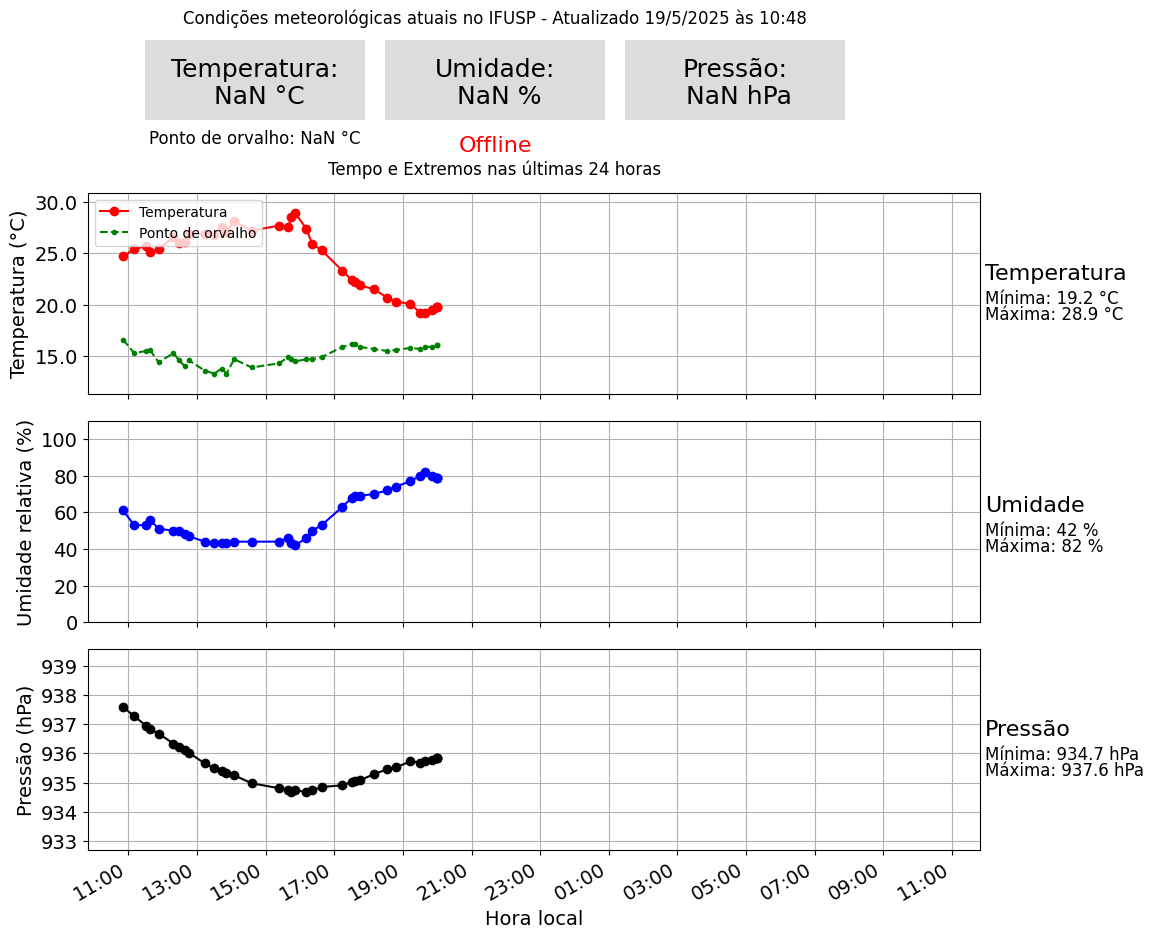 Condições meteorológicas atuais no IFUSP - Atualizado 19/5/2025 às 10:48
Temperatura:
NaN °C
Umidade:
NaN %
Pressão:
NaN hPa
Ponto de orvalho: NaN °C
Offline
Tempo e Extremos nas últimas 24 horas
Temperatura (°C)
30.0
25.0
20.0
15.0
Temperatura
Ponto de orvalho
Temperatura
Mínima: 19.2 °C
Máxima: 28.9 °C
Umidade relativa (%)
100
80
60
40
20
0
Umidade
Mínima: 42 %
Máxima: 82 %
Pressão (hPa)
939
938
937
936
935
934
933
Pressão
Mínima: 934.7 hPa
Máxima: 937.6 hPa
11:00
13:00
15:00
17:00
19:00
21:00
23:00
01:00
03:00
05:00
07:00
09:00
11:00
Hora local